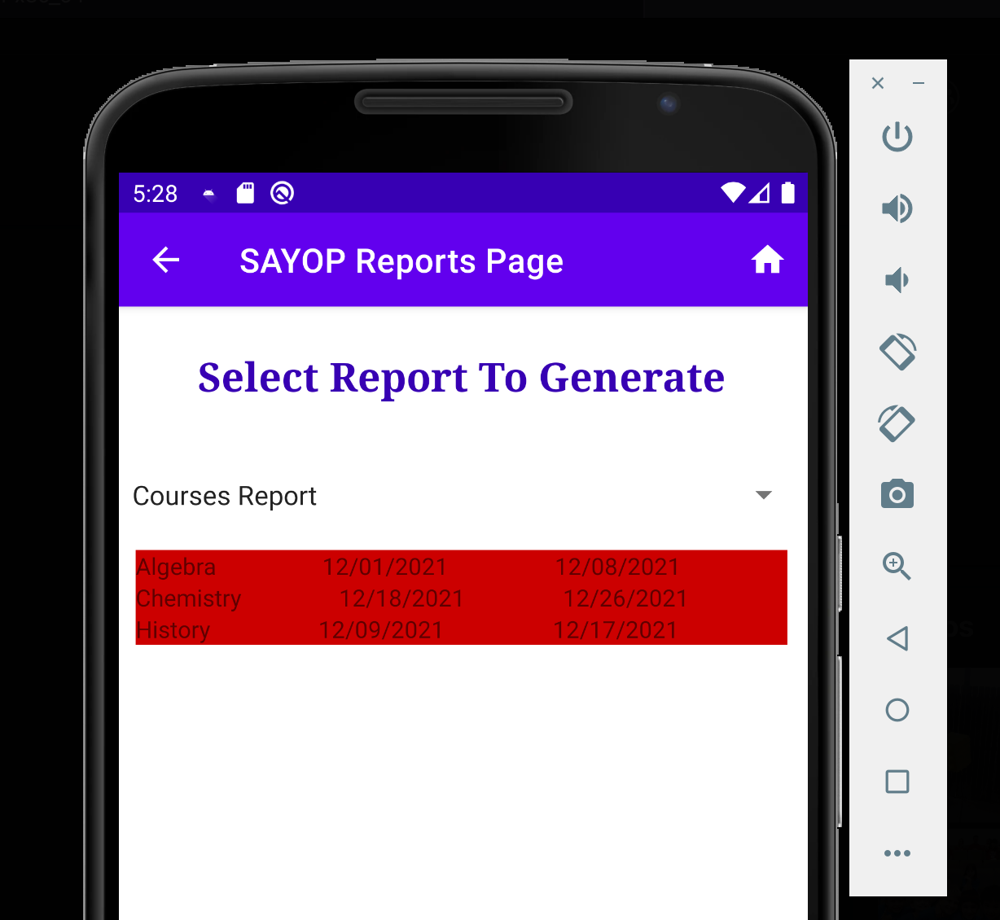 5:28
SAYOP Reports Page
Select Report To Generate
Courses Report
Algebra 12/01/2021 12/08/2021
Chemistry 12/18/2021 12/26/2021
History 12/09/2021 12/17/2021